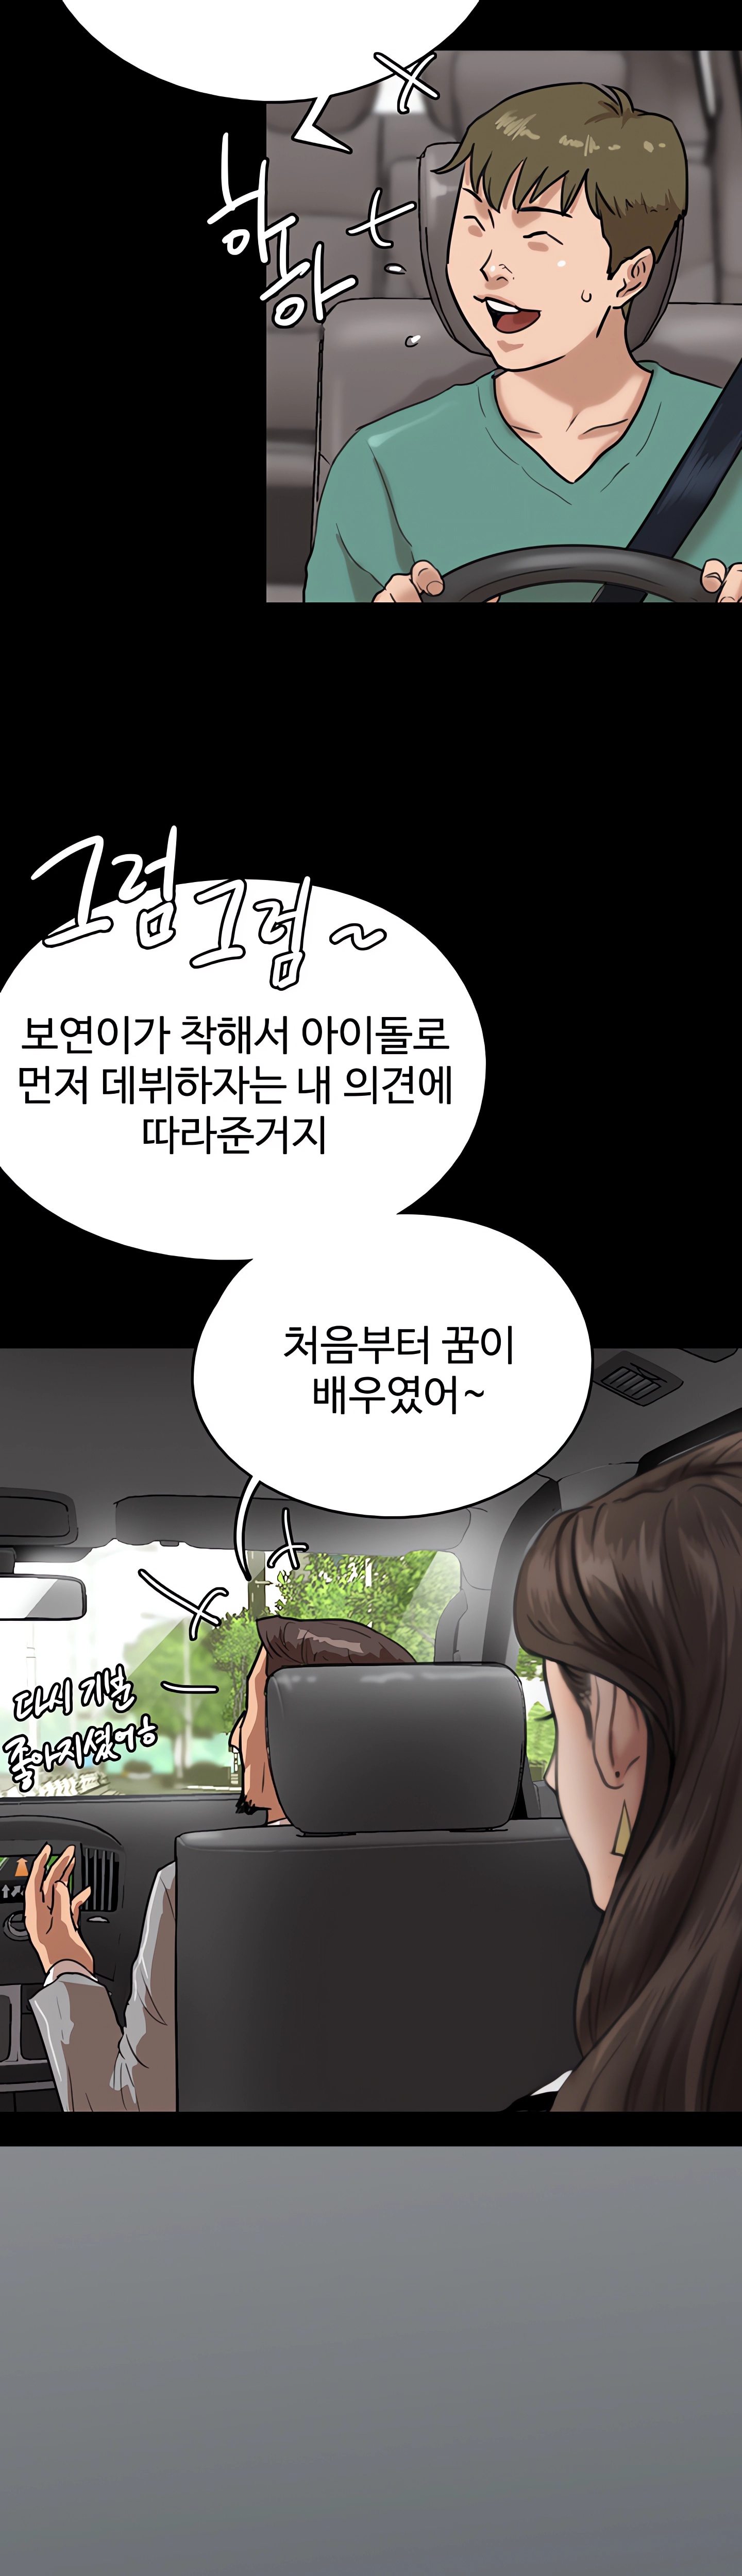 하하
그럼그럼~
보연이가 착해서 아이돌로
먼저 데뷔하자는 내 의견에
따라준거지
처음부터 꿈이
배우였어~
다시 기분
좋아지셨어ㅎ